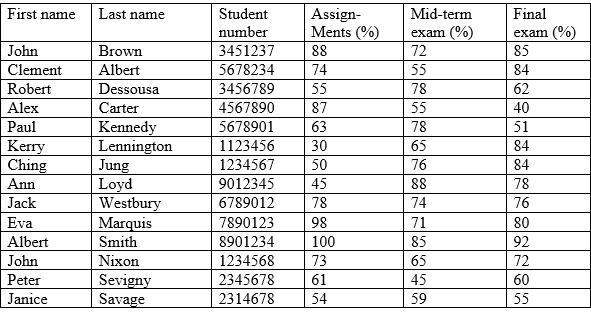 First name Last name Student number Assign-Ments (%) Mid-term exam (%) Final exam (%)
John Brown 3451237 88 72 85
Clement Albert 5678234 74 55 84
Robert Dessousa 3456789 55 78 62
Alex Carter 4567890 87 55 40
Paul Kennedy 5678901 63 78 51
Kerry Lennington 1123456 30 65 84
Ching Jung 1234567 50 76 84
Ann Loyd 9012345 45 88 78
Jack Westbury 6789012 78 74 76
Eva Marquis 7890123 98 71 80
Albert Smith 8901234 100 85 92
John Nixon 1234568 73 65 72
Peter Sevigny 2345678 61 45 60
Janice Savage 2314678 54 59 55